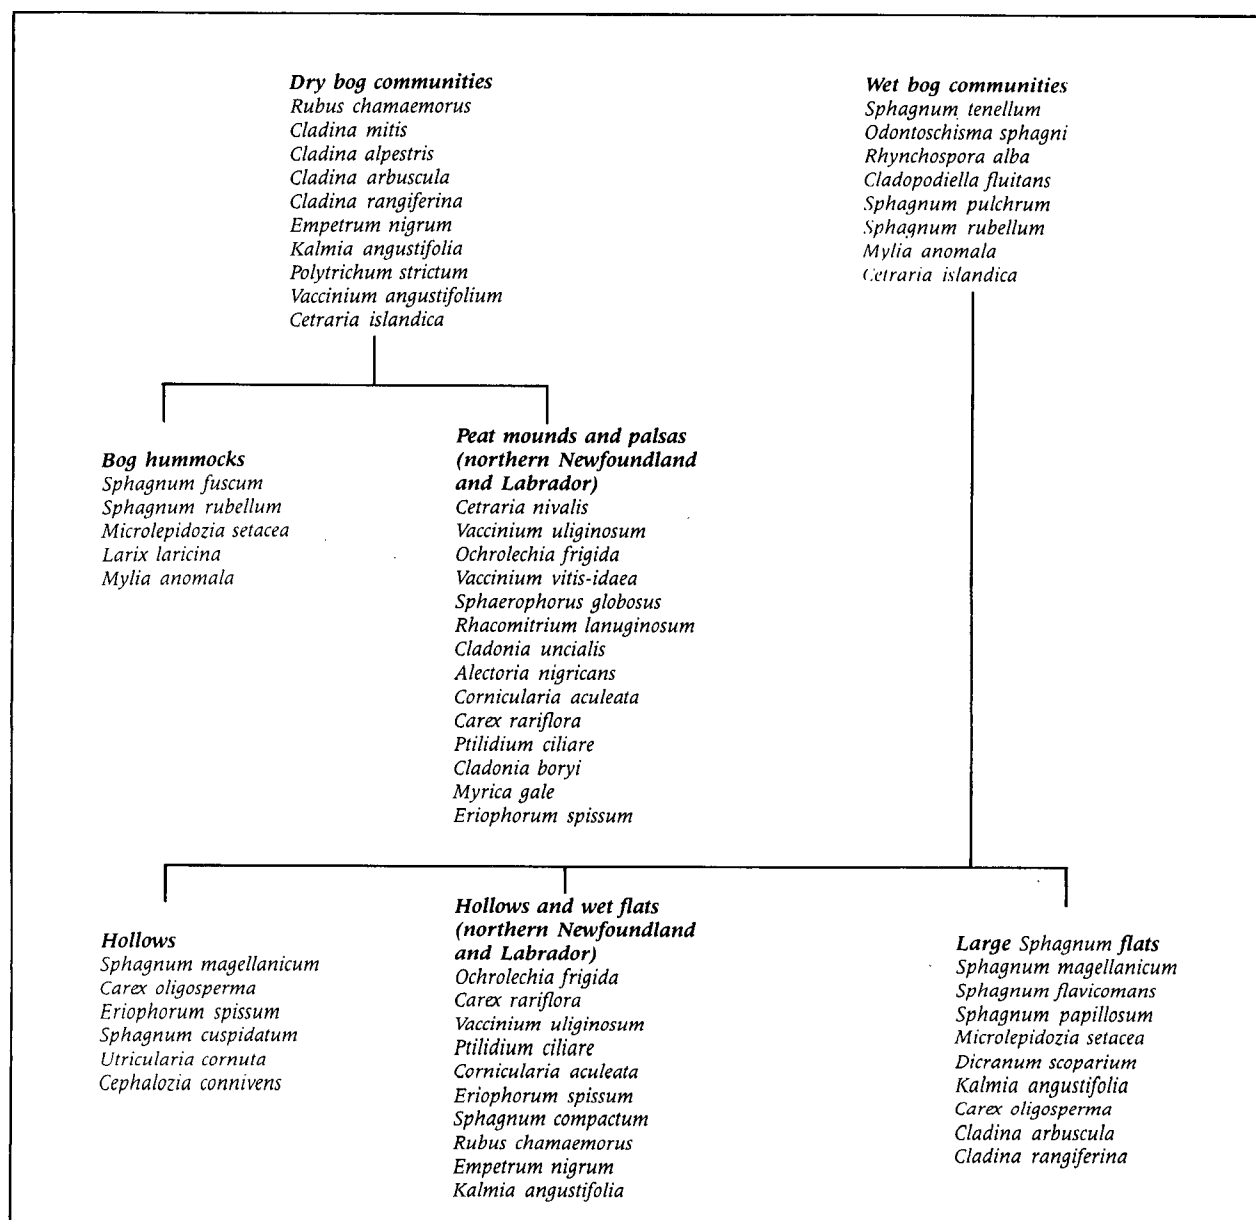 Dry bog communities
Rubus chamaemorus
Cladina mitis
Cladina alpestris
Cladina arbuscula
Cladina rangiferina
Empetrum nigrum
Kalmia angustifolia
Polytrichum strictum
Vaccinium angustifolium
Cetraria islandica
Wet bog communities
Sphagnum tenellum
Odontoschisma sphagni
Rhynchospora alba
Cladopodiella fluitans
Sphagnum pulchrum
Sphagnum rubellum
Mylia anomala
Cetraria islandica
Bog hummocks
Sphagnum fuscum
Sphagnum rubellum
Microlepidozia setacea
Larix laricina
Mylia anomala
Peat mounds and palsas
(northern Newfoundland
and Labrador)
Cetraria nivalis
Vaccinium uliginosum
Ochrolechia frigida
Vaccinium vitis-idaea
Sphaerophorus globosus
Rhacomitrium lanuginosum
Cladonia uncialis
Alectoria nigricans
Cornicularia aculeata
Carex rariflora
Ptilidium ciliare
Cladonia boryi
Myrica gale
Eriophorum spissum
Hollows
Sphagnum magellanicum
Carex oligosperma
Eriophorum spissum
Sphagnum cuspidatum
Utricularia cornuta
Cephalozia connivens
Hollows and wet flats
(northern Newfoundland
and Labrador)
Ochrolechia frigida
Carex rariflora
Vaccinium uliginosum
Ptilidium ciliare
Cornicularia aculeata
Eriophorum spissum
Sphagnum compactum
Rubus chamaemorus
Empetrum nigrum
Kalmia angustifolia
Large Sphagnum flats
Sphagnum magellanicum
Sphagnum flavicomans
Sphagnum papillosum
Microlepidozia setacea
Dicranum scoparium
Kalmia angustifolia
Carex oligosperma
Cladina arbuscula
Cladina rangiferina